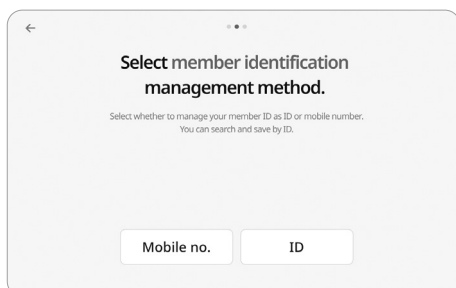 Select member identification
management method.
Select whether to manage your member ID as ID or mobile number.
You can search and save by ID.
Mobile no.
ID